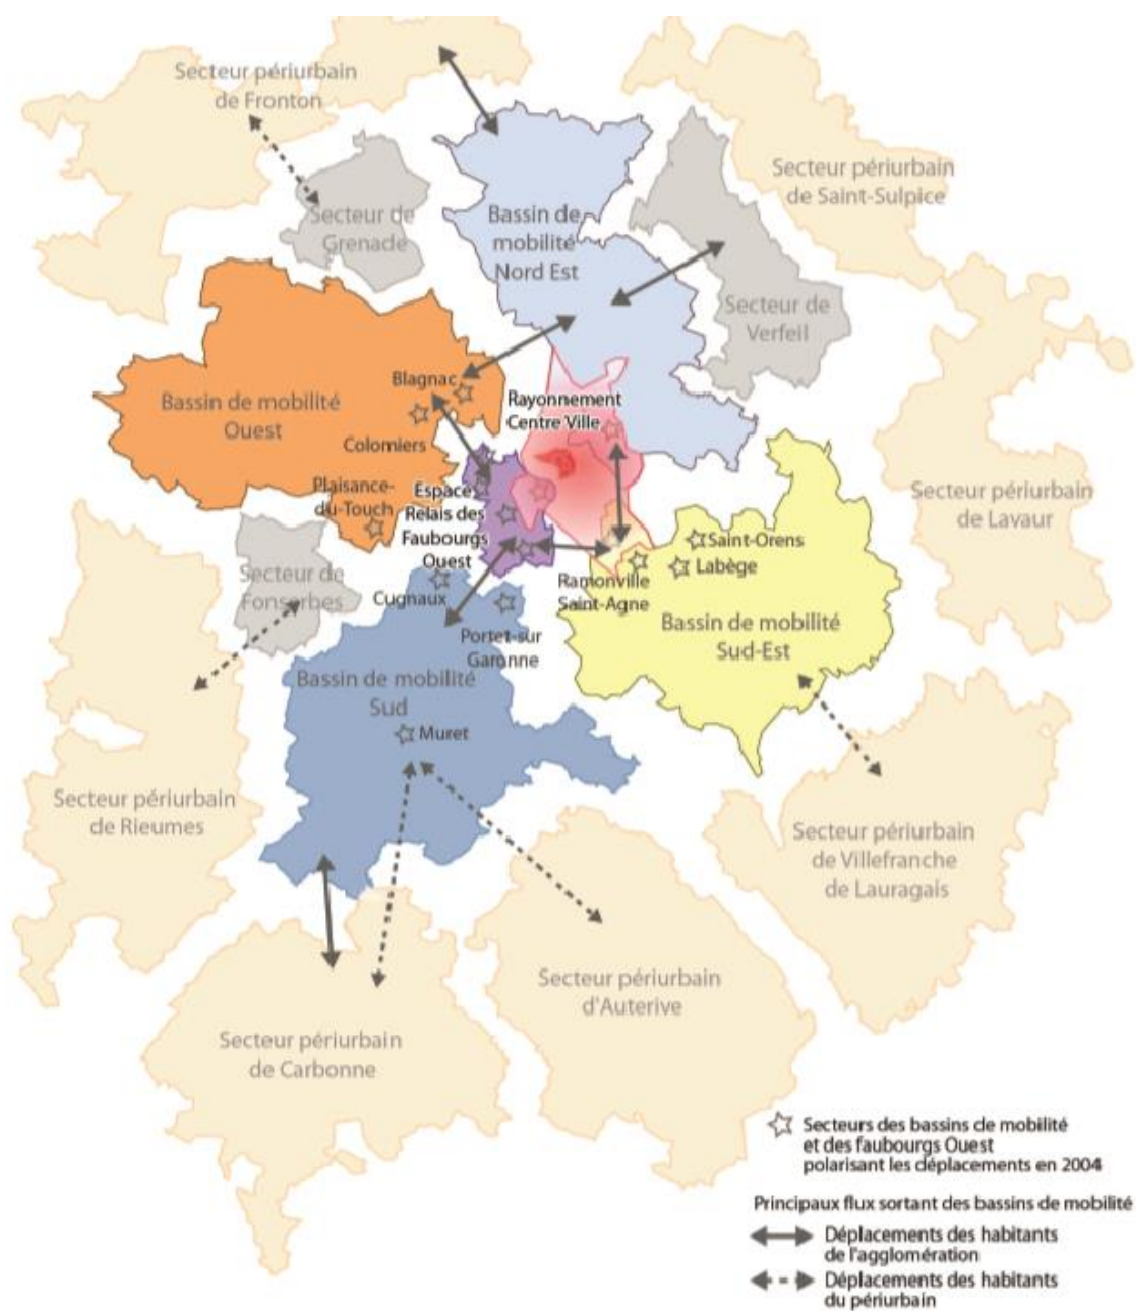 Secteur périurbain
de Fronton
Secteur périurbain
de Saint-Sulpice
Secteur de
Grenade
Bassin de
mobilité
Nord Est
Secteur de
Verfeil
Blagnac
Bassin de mobilité
Ouest
Rayonnement
Centre Ville
Colomiers
Plaisance-
du-Touch
Espace
Relais des
Faubourgs
Ouest
Secteur périurbain
de Lavaur
Saint-Orens
Labège
Secteur de
Fonsorbes
Cugnaux
Ramonville
Saint-Agne
Bassin de mobilité
Sud-Est
Portet-sur
Garonne
Bassin de mobilité
Sud
Muret
Secteur périurbain
de Rieumes
Secteur périurbain
de Villefranche
de Lauragais
Secteur périurbain
d'Auterive
Secteur périurbain
de Carbonne
Secteurs des bassins de mobilité
et des faubourgs Ouest
polarisant les déplacements en 2004
Principaux flux sortant des bassins de mobilité
Déplacements des habitants
de l'agglomération
Déplacements des habitants
du périurbain